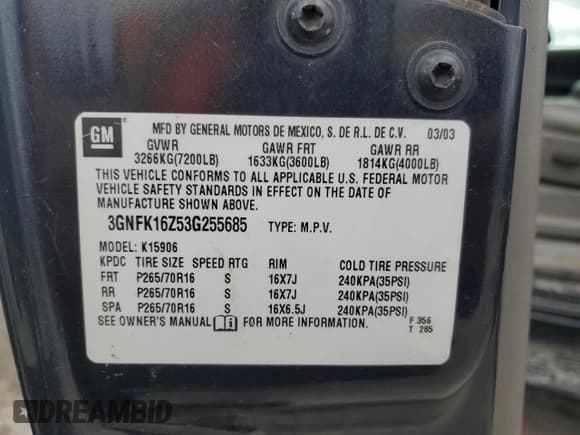 GM
MFD BY GENERAL MOTORS DE MEXICO, S. DE R.L. DE C.V. 03/03
GVWR GAWR FRT GAWR RR
3266KG(7200LB) 1633KG(3600LB) 1814KG(4000LB)
THIS VEHICLE CONFORMS TO ALL APPLICABLE U.S. FEDERAL MOTOR
VEHICLE SAFETY STANDARDS IN EFFECT ON THE DATE OF
MANUFACTURE SHOWN ABOVE.
3GNFK16Z53G255685 TYPE: M.P.V.
MODEL: K15906
KPDC TIRE SIZE SPEED RTG RIM COLD TIRE PRESSURE
FRT P265/70R16 S 16X7J 240KPA(35PSI)
RR P265/70R16 S 16X7J 240KPA(35PSI)
SPA P265/70R16 S 16X6.5J 240KPA(35PSI)
SEE OWNER'S MANUAL FOR MORE INFORMATION. F 356
T 285
DREAMBID